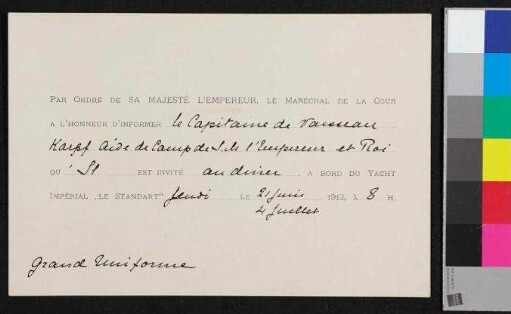 PAR ORDRE DE SA MAJESTÉ L'EMPEREUR, LE MARÉCHAL DE LA COUR
A L'HONNEUR D'INFORMER le Capitaine de Vaisseau
Karpf Aide de Camp de S.M. l'Empereur et Roi
QU'Il EST INVITÉ au diner A BORD DU YACHT
IMPÉRIAL „LE STANDART" Jeudi LE 21 Juin 1912, À 8 H.
4 Juillet
Grand Uniforme